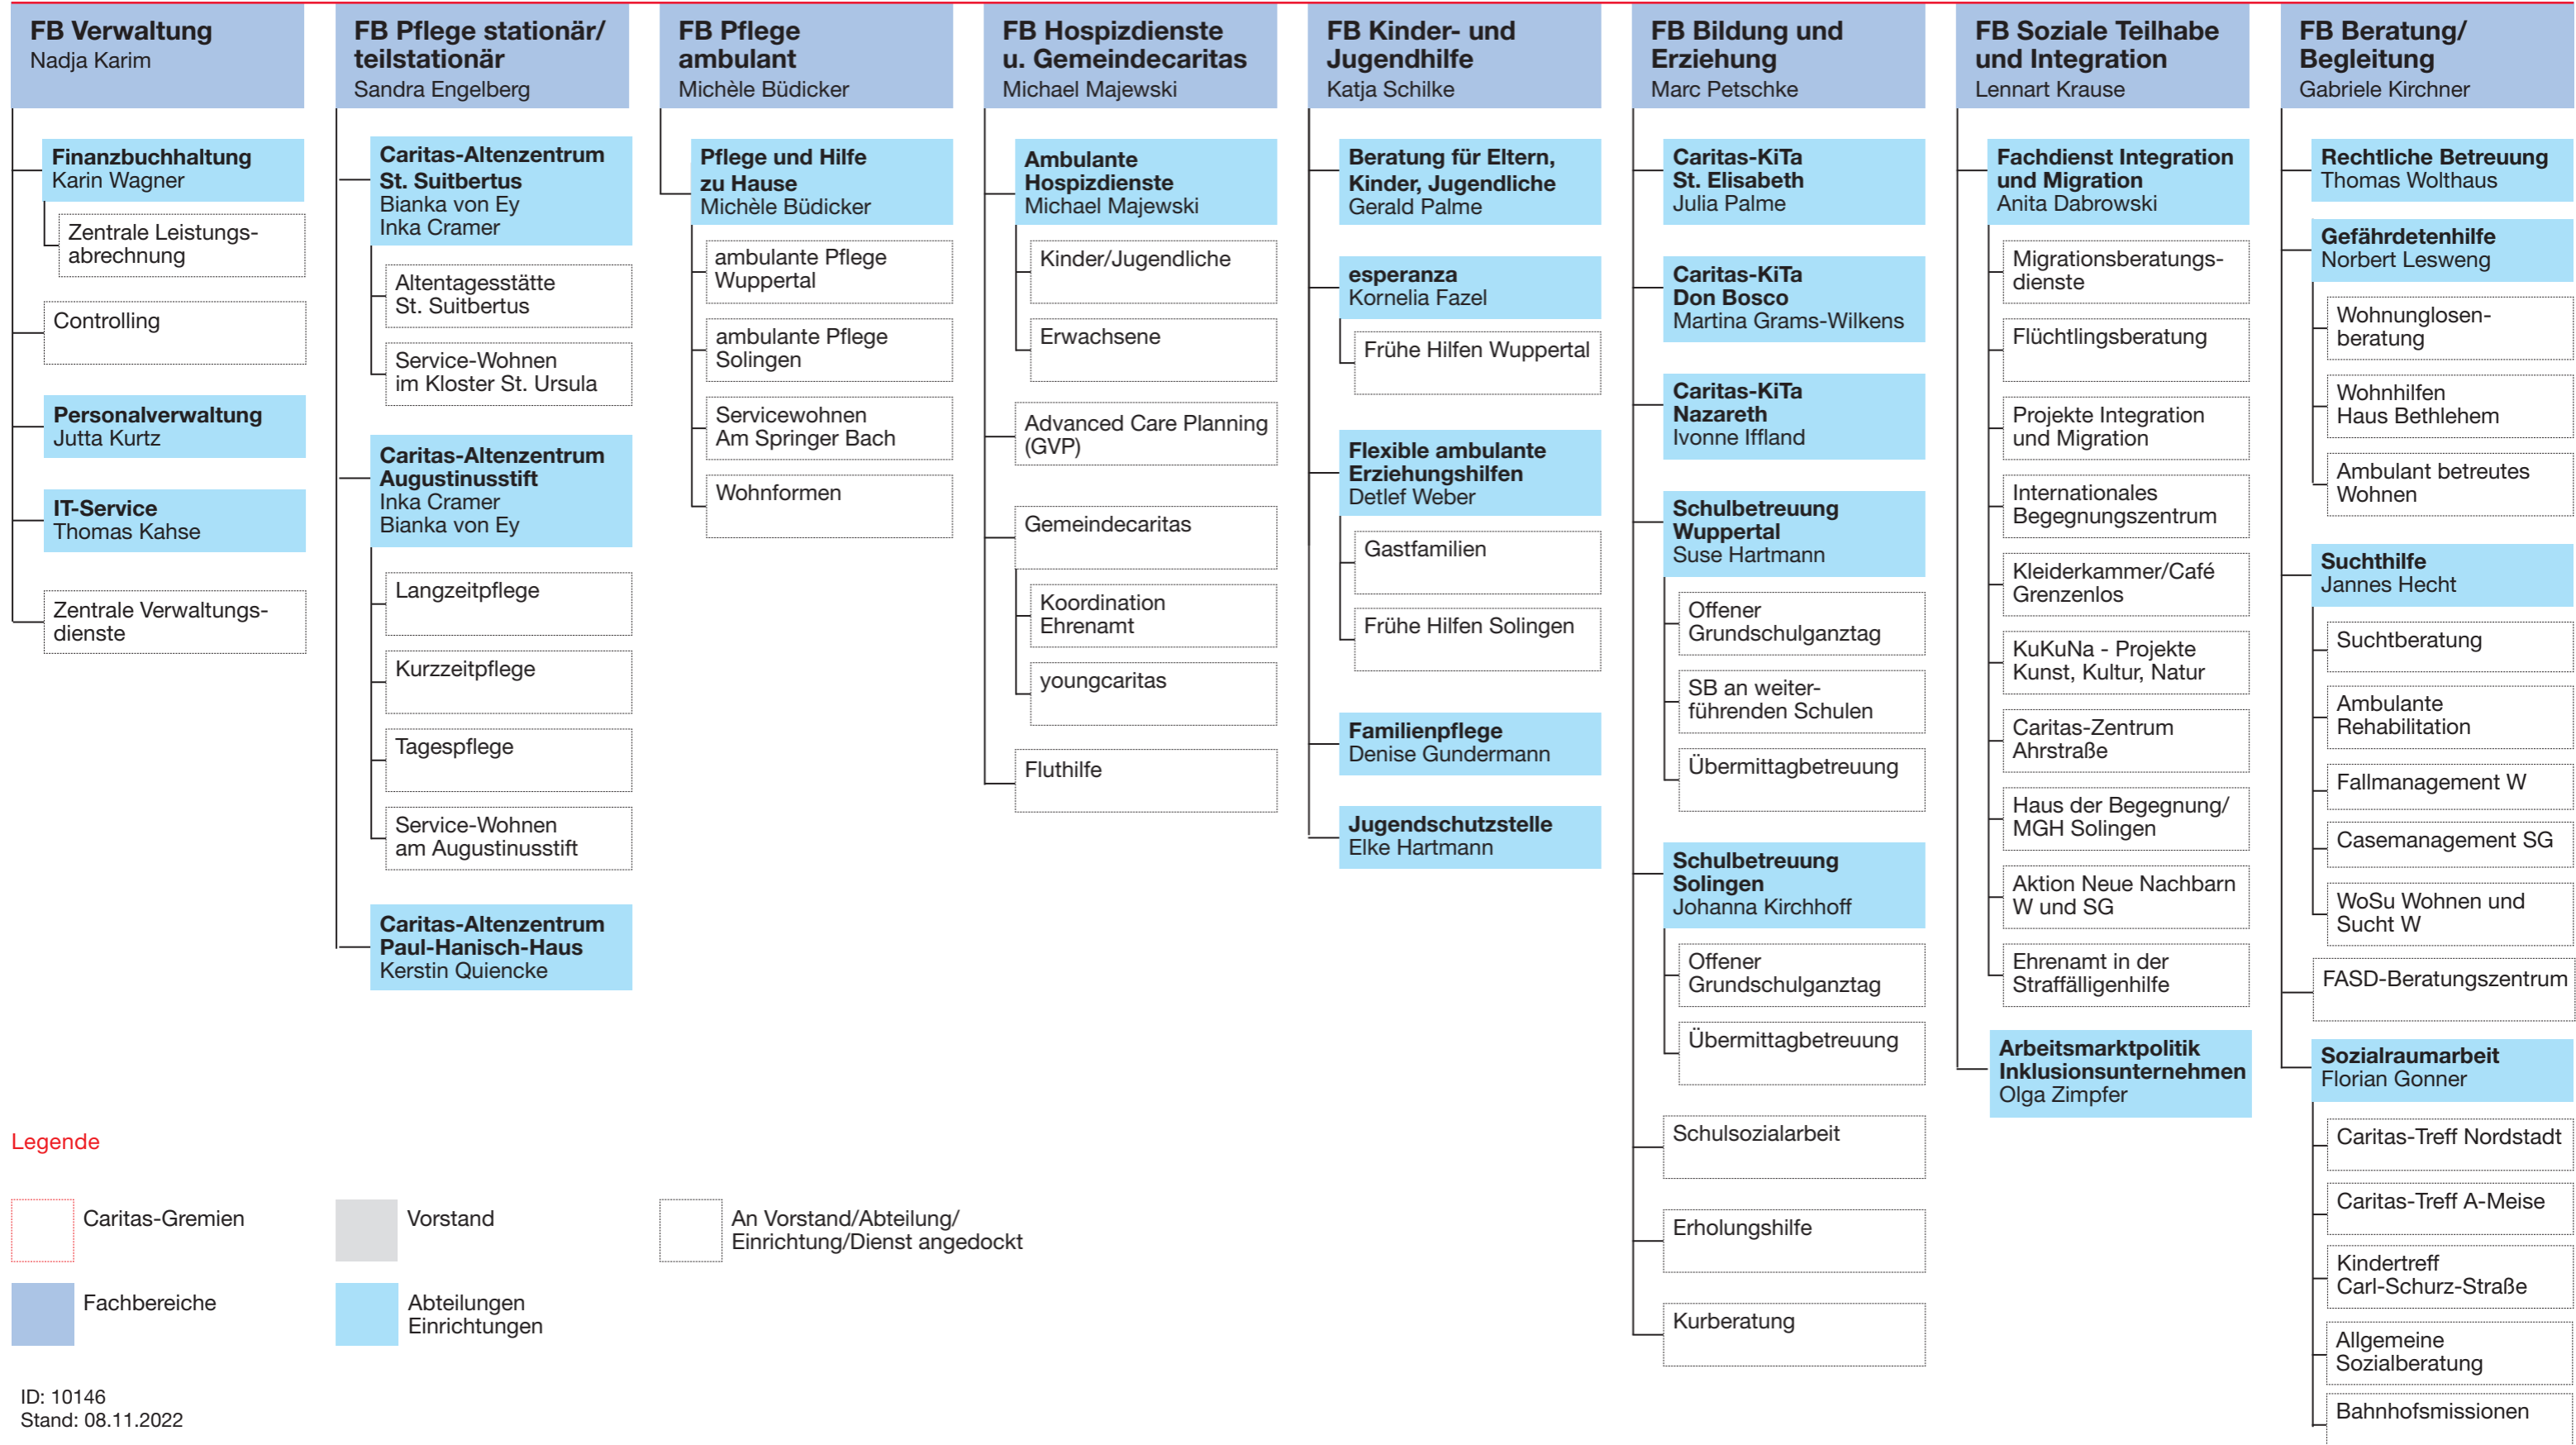 FB Verwaltung
Nadja Karim
Finanzbuchhaltung
Karin Wagner
Zentrale Leistungs-
abrechnung
Controlling
Personalverwaltung
Jutta Kurtz
IT-Service
Thomas Kahse
Zentrale Verwaltungs-
dienste
FB Pflege stationär/
teilstationär
Sandra Engelberg
Caritas-Altenzentrum
St. Suitbertus
Bianka von Ey
Inka Cramer
Altentagesstätte
St. Suitbertus
Service-Wohnen
im Kloster St. Ursula
Caritas-Altenzentrum
Augustinusstift
Inka Cramer
Bianka von Ey
Langzeitpflege
Kurzzeitpflege
Tagespflege
Service-Wohnen
am Augustinusstift
Caritas-Altenzentrum
Paul-Hanisch-Haus
Kerstin Quiencke
FB Pflege
ambulant
Michèle Büdicker
Pflege und Hilfe
zu Hause
Michèle Büdicker
ambulante Pflege
Wuppertal
ambulante Pflege
Solingen
Servicewohnen
Am Springer Bach
Wohnformen
FB Hospizdienste
u. Gemeindecaritas
Michael Majewski
Ambulante
Hospizdienste
Michael Majewski
Kinder/Jugendliche
Erwachsene
Advanced Care Planning
(GVP)
Gemeindecaritas
Koordination
Ehrenamt
youngcaritas
Fluthilfe
FB Kinder- und
Jugendhilfe
Katja Schilke
Beratung für Eltern,
Kinder, Jugendliche
Gerald Palme
esperanza
Kornelia Fazel
Frühe Hilfen Wuppertal
Flexible ambulante
Erziehungshilfen
Detlef Weber
Gastfamilien
Frühe Hilfen Solingen
Familienpflege
Denise Gundermann
Jugendschutzstelle
Elke Hartmann
FB Bildung und
Erziehung
Marc Petschke
Caritas-KiTa
St. Elisabeth
Julia Palme
Caritas-KiTa
Don Bosco
Martina Grams-Wilkens
Caritas-KiTa
Nazareth
Ivonne Iffland
Schulbetreuung
Wuppertal
Suse Hartmann
Offener
Grundschulganztag
SB an weiter-
führenden Schulen
Übermittagbetreuung
Schulbetreuung
Solingen
Johanna Kirchhoff
Offener
Grundschulganztag
Übermittagbetreuung
Schulsozialarbeit
Erholungshilfe
Kurberatung
FB Soziale Teilhabe
und Integration
Lennart Krause
Fachdienst Integration
und Migration
Anita Dabrowski
Migrationsberatungs-
dienste
Flüchtlingsberatung
Projekte Integration
und Migration
Internationales
Begegnungszentrum
Kleiderkammer/Café
Grenzenlos
KuKuNa - Projekte
Kunst, Kultur, Natur
Caritas-Zentrum
Ahrstraße
Haus der Begegnung/
MGH Solingen
Aktion Neue Nachbarn
W und SG
Ehrenamt in der
Straffälligenhilfe
Arbeitsmarktpolitik
Inklusionsunternehmen
Olga Zimpfer
FB Beratung/
Begleitung
Gabriele Kirchner
Rechtliche Betreuung
Thomas Wolthaus
Gefährdetenhilfe
Norbert Lesweng
Wohnunglosen-
beratung
Wohnhilfen
Haus Bethlehem
Ambulant betreutes
Wohnen
Suchthilfe
Jannes Hecht
Suchtberatung
Ambulante
Rehabilitation
Fallmanagement W
Casemanagement SG
WoSu Wohnen und
Sucht W
FASD-Beratungszentrum
Sozialraumarbeit
Florian Gonner
Caritas-Treff Nordstadt
Caritas-Treff A-Meise
Kindertreff
Carl-Schurz-Straße
Allgemeine
Sozialberatung
Bahnhofsmissionen
Legende
Caritas-Gremien
Vorstand
An Vorstand/Abteilung/
Einrichtung/Dienst angedockt
Fachbereiche
Abteilungen
Einrichtungen
ID: 10146
Stand: 08.11.2022